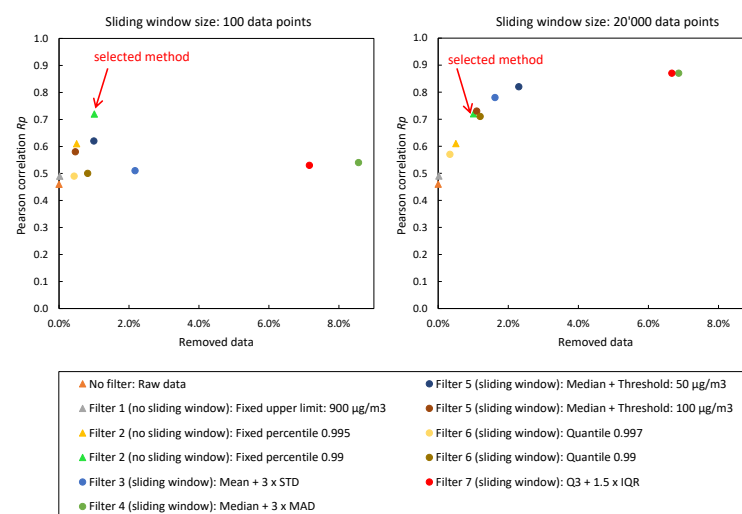 Sliding window size: 100 data points
Pearson correlation Rp
1.0
0.9
0.8
0.7
0.6
0.5
0.4
0.3
0.2
0.1
0.0
selected method
0.0% 2.0% 4.0% 6.0% 8.0%
Removed data
Sliding window size: 20'000 data points
Pearson correlation Rp
1.0
0.9
0.8
0.7
0.6
0.5
0.4
0.3
0.2
0.1
0.0
selected method
0.0% 2.0% 4.0% 6.0% 8.0%
Removed data
No filter: Raw data
Filter 1 (no sliding window): Fixed upper limit: 900 µg/m3
Filter 2 (no sliding window): Fixed percentile 0.995
Filter 2 (no sliding window): Fixed percentile 0.99
Filter 3 (sliding window): Mean + 3 x STD
Filter 4 (sliding window): Median + 3 x MAD
Filter 5 (sliding window): Median + Threshold: 50 µg/m3
Filter 5 (sliding window): Median + Threshold: 100 µg/m3
Filter 6 (sliding window): Quantile 0.997
Filter 6 (sliding window): Quantile 0.99
Filter 7 (sliding window): Q3 + 1.5 x IQR